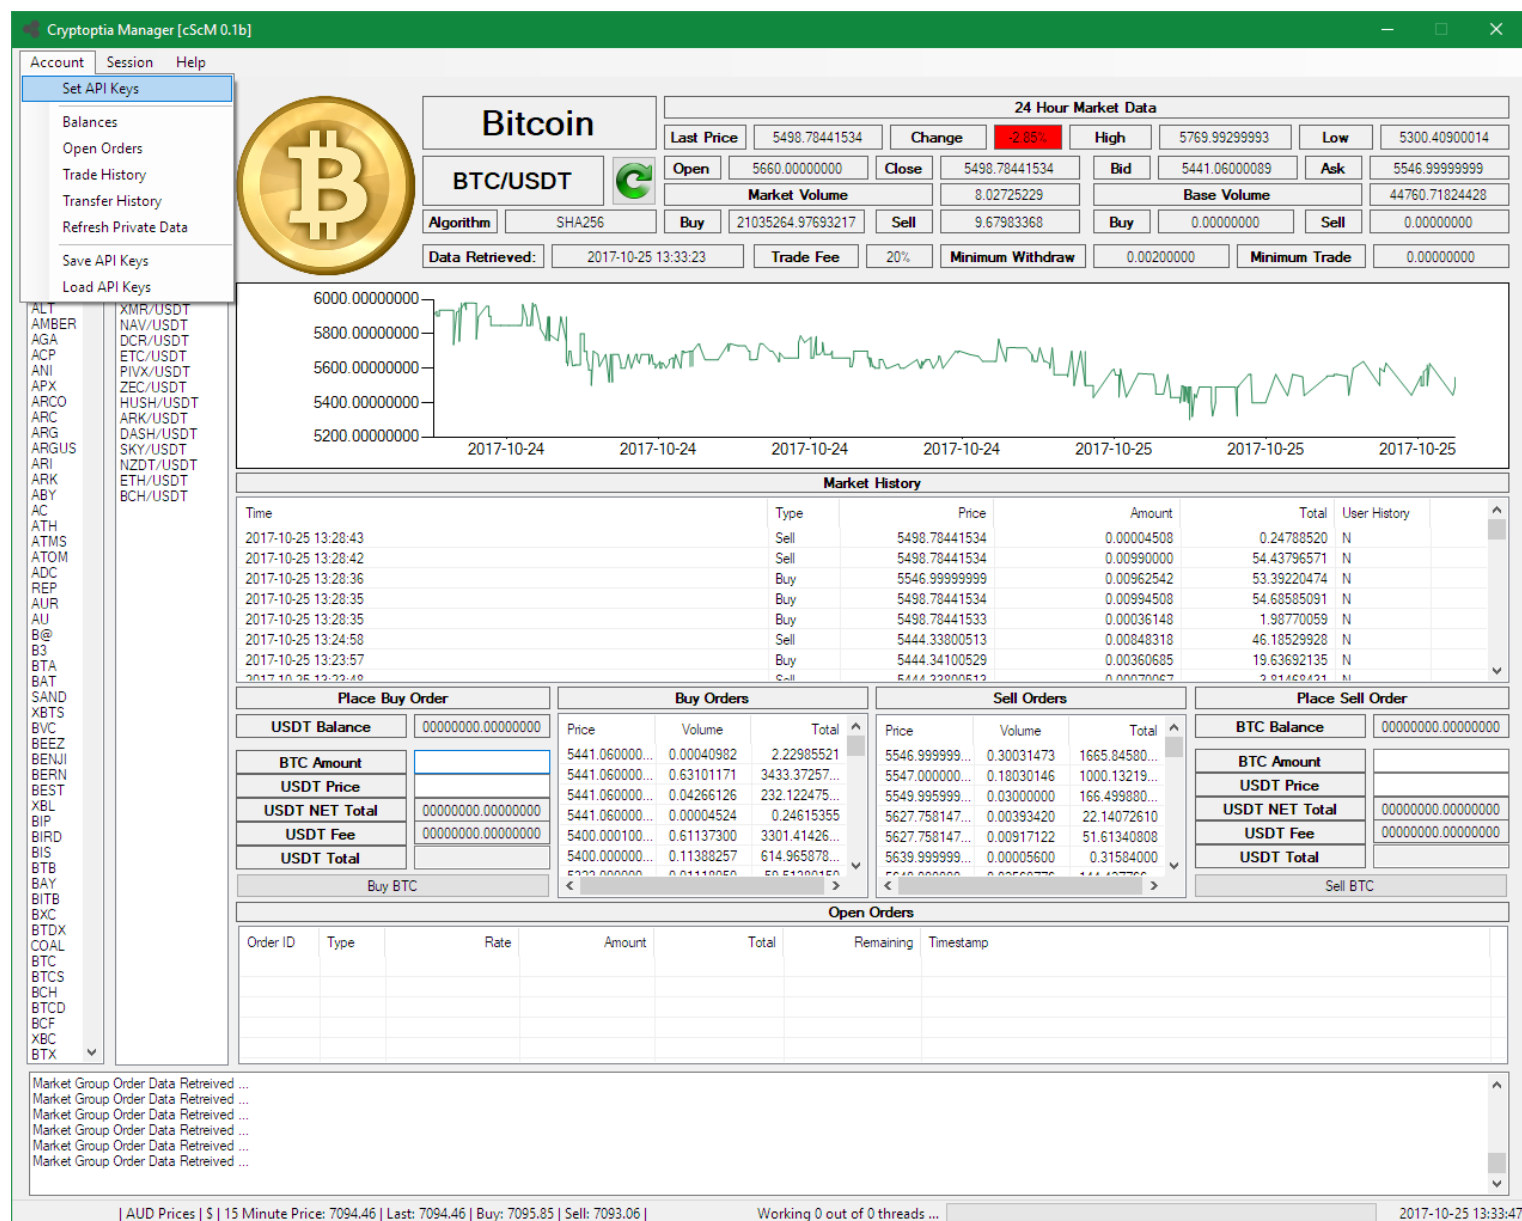 Cryptoptia Manager [cScM 0.1b]
Account Session Help
Set API Keys
Balances
Open Orders
Trade History
Transfer History
Refresh Private Data
Save API Keys
Load API Keys
Bitcoin
BTC/USDT
Algorithm SHA256
24 Hour Market Data
Last Price 5498.78441534 Change -2.85% High 5769.99299993 Low 5300.40900014
Open 5660.00000000 Close 5498.78441534 Bid 5441.06000089 Ask 5546.99999999
Market Volume 8.02725229 Base Volume 44760.71824428
Buy 21035264.97693217 Sell 9.67983368 Buy 0.00000000 Sell 0.00000000
Data Retrieved: 2017-10-25 13:33:23 Trade Fee 20% Minimum Withdraw 0.00200000 Minimum Trade 0.00000000
ALT
AMBER
AGA
ACP
ANI
APX
ARCO
ARC
ARG
ARGUS
ARI
ARK
ABY
AC
ATH
ATMS
ATOM
ADC
REP
AUR
AU
B@
B3
BTA
BAT
SAND
XBTS
BVC
BEEZ
BENJI
BERN
BEST
XBL
BIP
BIRD
BIS
BTB
BAY
BITB
BXC
BTDX
COAL
BTC
BTCS
BCH
BTCD
BCF
XBC
BTX
XMR/USDT
NAV/USDT
DCR/USDT
ETC/USDT
PIVX/USDT
ZEC/USDT
HUSH/USDT
ARK/USDT
DASH/USDT
SKY/USDT
NZDT/USDT
ETH/USDT
BCH/USDT
6000.00000000
5800.00000000
5600.00000000
5400.00000000
5200.00000000
2017-10-24 2017-10-24 2017-10-24 2017-10-24 2017-10-25 2017-10-25 2017-10-25
Market History
Time Type Price Amount Total User History
2017-10-25 13:28:43 Sell 5498.78441534 0.00004508 0.24788520 N
2017-10-25 13:28:42 Sell 5498.78441534 0.00990000 54.43796571 N
2017-10-25 13:28:36 Buy 5546.99999999 0.00962542 53.39220474 N
2017-10-25 13:28:35 Buy 5498.78441534 0.00994508 54.68585091 N
2017-10-25 13:28:35 Buy 5498.78441533 0.00036148 1.98770059 N
2017-10-25 13:24:58 Sell 5444.33800513 0.00848318 46.18529928 N
2017-10-25 13:23:57 Buy 5444.34100529 0.00360685 19.63692135 N
2017-10-25 13:23:48 Sell 5444.33800513 0.00070067 3.81468431 N
Place Buy Order
USDT Balance 00000000.00000000
BTC Amount
USDT Price
USDT NET Total 00000000.00000000
USDT Fee 00000000.00000000
USDT Total
Buy BTC
Buy Orders
Price Volume Total
5441.060000... 0.00040982 2.22985521
5441.060000... 0.63101171 3433.37257...
5441.060000... 0.04266126 232.122475...
5441.060000... 0.00004524 0.24615355
5400.000100... 0.61137300 3301.41426...
5400.000000... 0.11388257 614.965878...
Sell Orders
Price Volume Total
5546.999999... 0.30031473 1665.84580...
5547.000000... 0.18030146 1000.13219...
5549.995999... 0.03000000 166.499880...
5627.758147... 0.00393420 22.14072610
5627.758147... 0.00917122 51.61340808
5639.999999... 0.00005600 0.31584000
Place Sell Order
BTC Balance 00000000.00000000
BTC Amount
USDT Price
USDT NET Total 00000000.00000000
USDT Fee 00000000.00000000
USDT Total
Sell BTC
Open Orders
Order ID Type Rate Amount Total Remaining Timestamp
Market Group Order Data Retreived ...
Market Group Order Data Retreived ...
Market Group Order Data Retreived ...
Market Group Order Data Retreived ...
Market Group Order Data Retreived ...
Market Group Order Data Retreived ...
| AUD Prices | $ | 15 Minute Price: 7094.46 | Last: 7094.46 | Buy: 7095.85 | Sell: 7093.06 | Working 0 out of 0 threads ... 2017-10-25 13:33:47